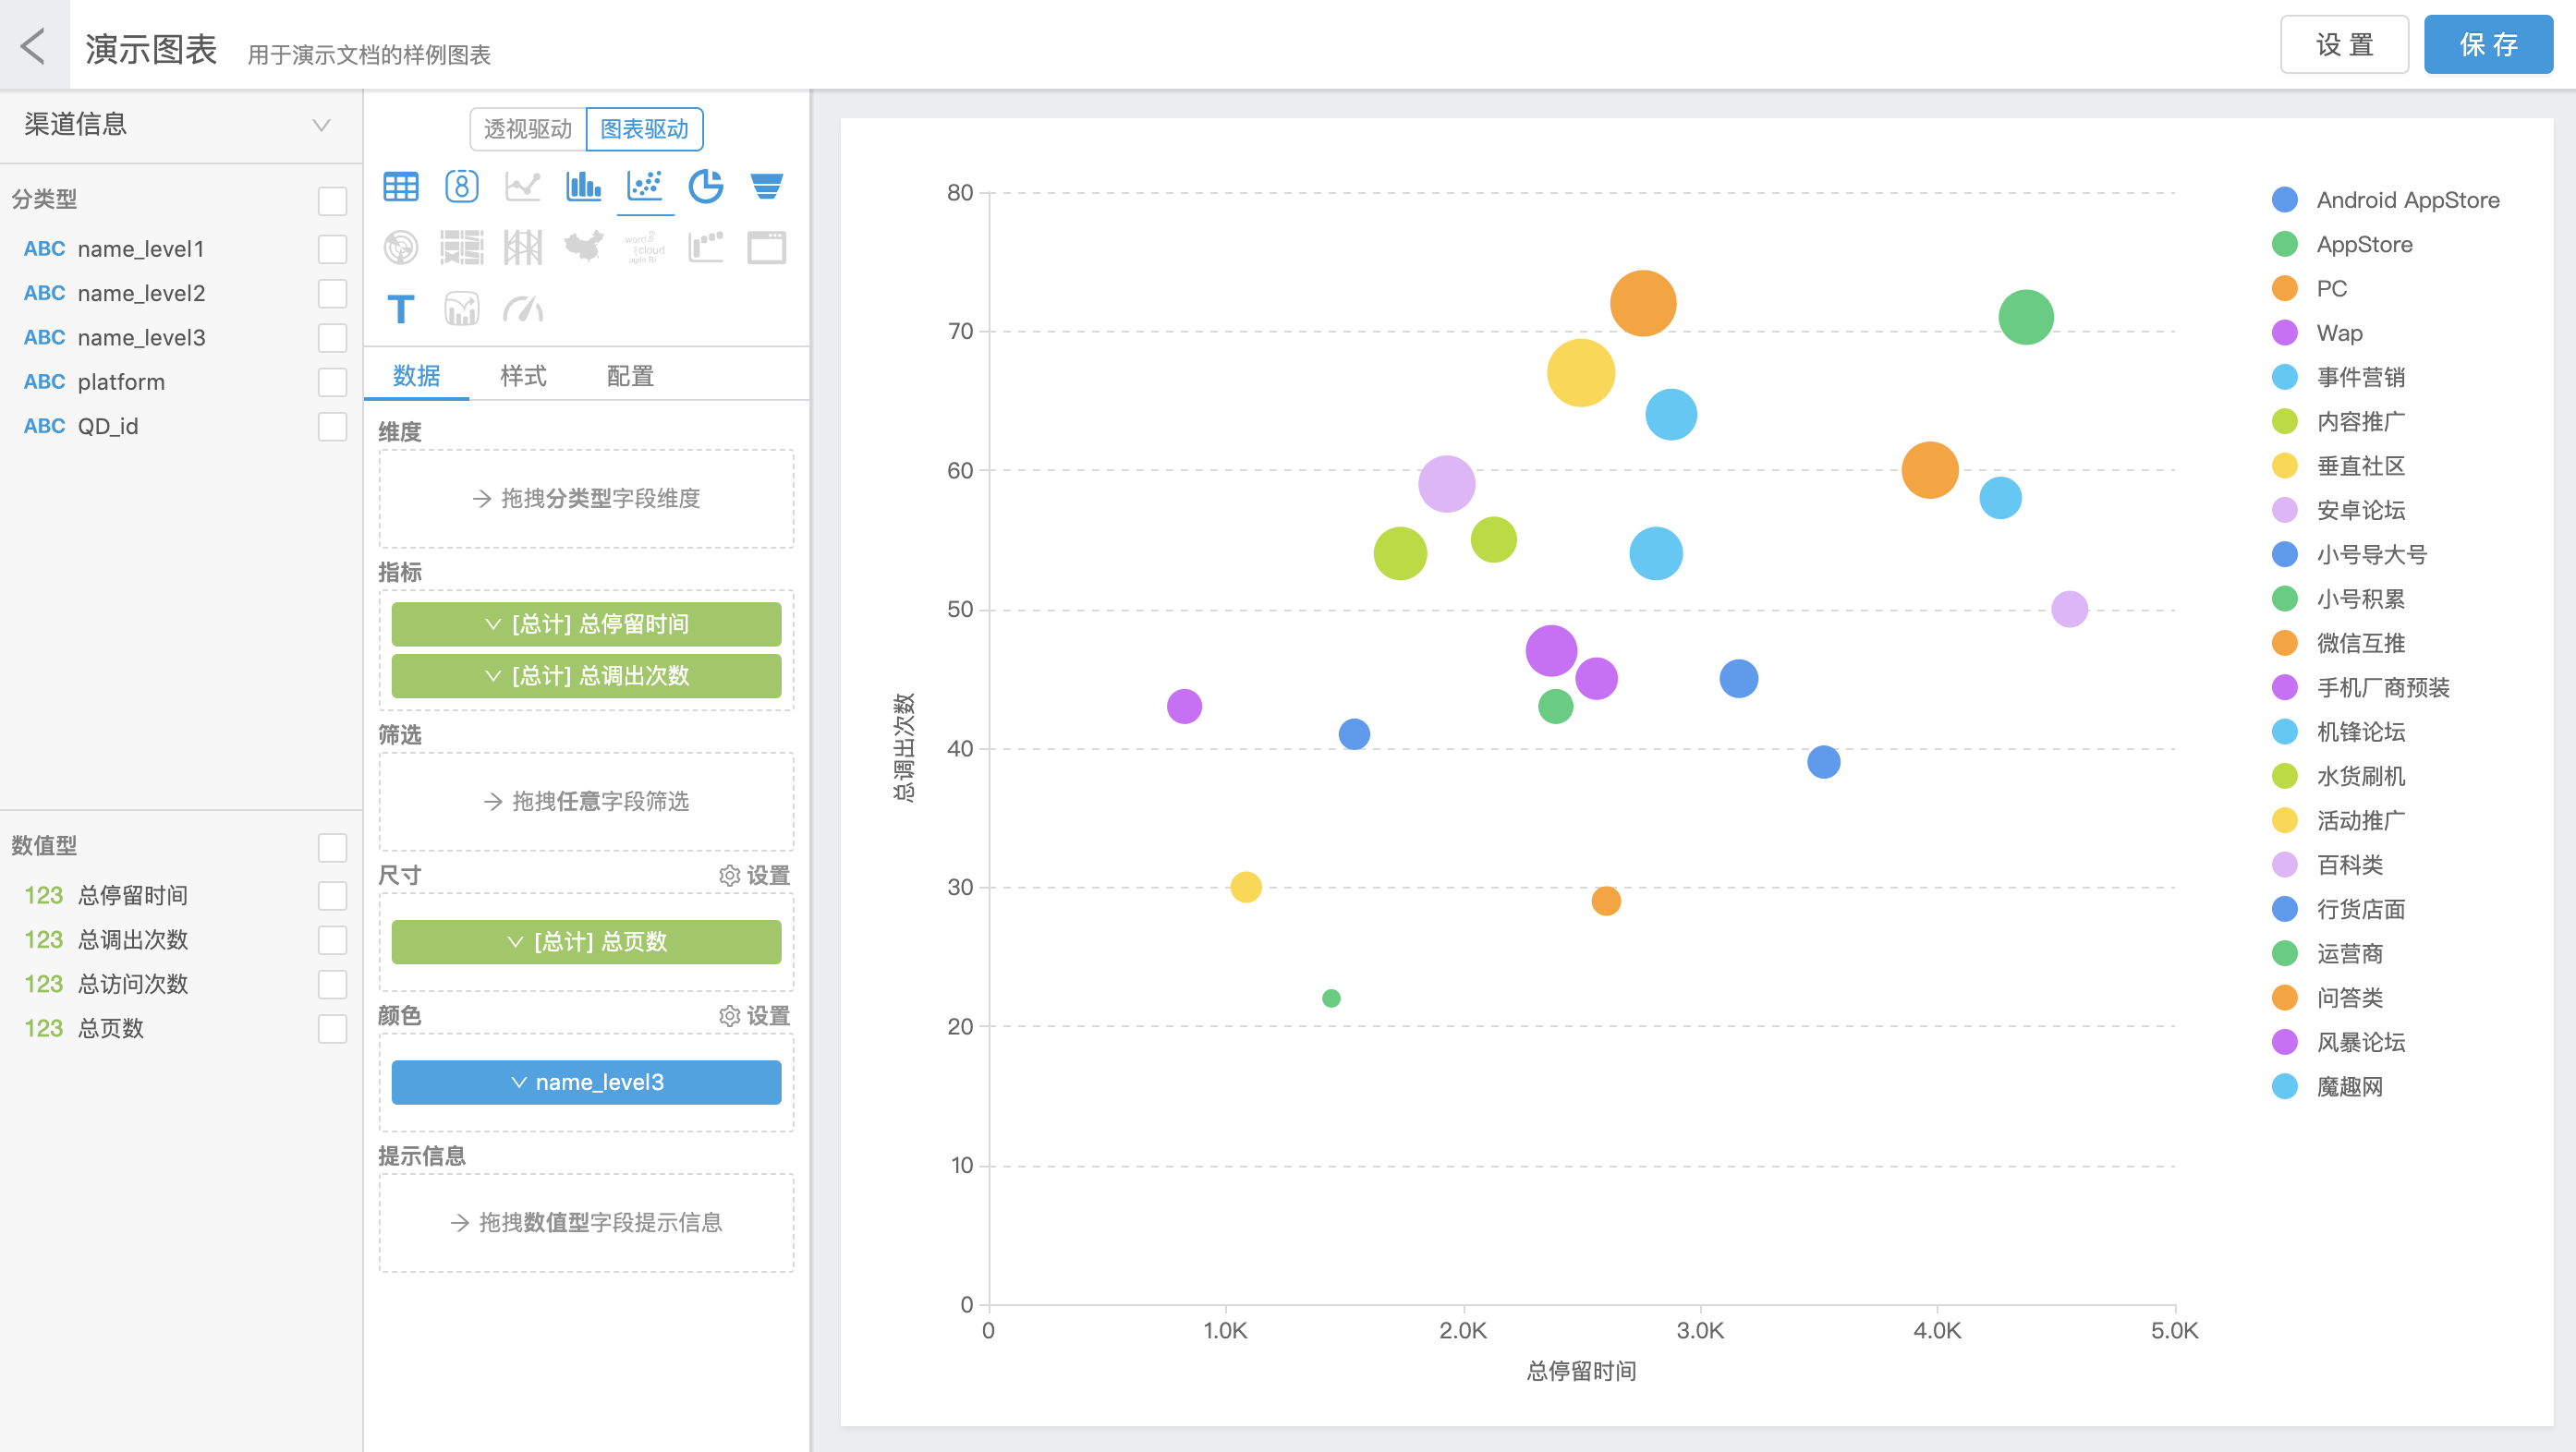 演示图表 用于演示文档的样例图表
设 置
保 存
渠道信息
分类型
ABC name_level1
ABC name_level2
ABC name_level3
ABC platform
ABC QD_id
数值型
123 总停留时间
123 总调出次数
123 总访问次数
123 总页数
透视驱动 图表驱动
8
word
cloud
agile BI
T
数据 样式 配置
维度
拖拽分类型字段维度
指标
[总计] 总停留时间
[总计] 总调出次数
筛选
拖拽任意字段筛选
尺寸 设置
[总计] 总页数
颜色 设置
name_level3
提示信息
拖拽数值型字段提示信息
80
70
60
50
40
30
20
10
0
总调出次数
0 1.0K 2.0K 3.0K 4.0K 5.0K
总停留时间
Android AppStore
AppStore
PC
Wap
事件营销
内容推广
垂直社区
安卓论坛
小号导大号
小号积累
微信互推
手机厂商预装
机锋论坛
水货刷机
活动推广
百科类
行货店面
运营商
问答类
风暴论坛
魔趣网